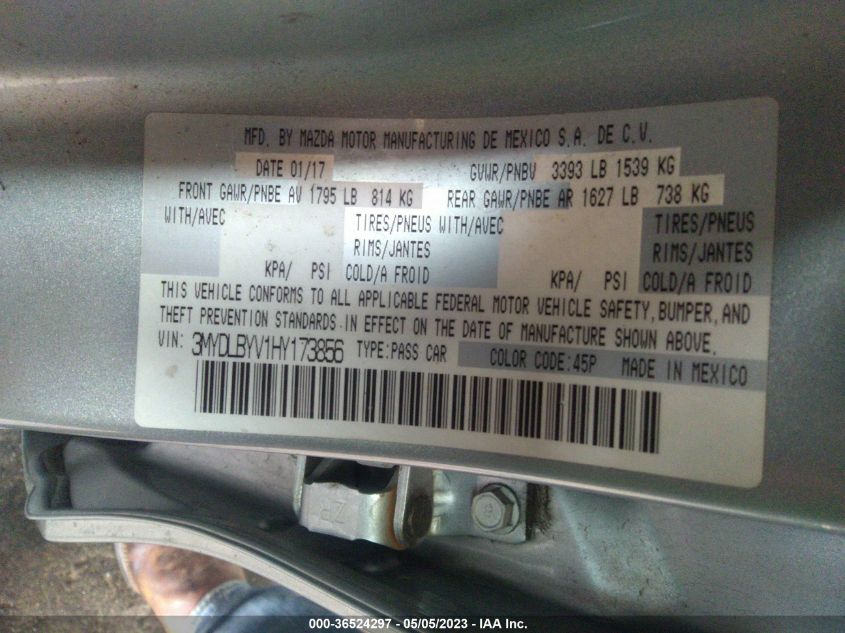 MFD. BY MAZDA MOTOR MANUFACTURING DE MEXICO S.A. DE C.V.
DATE 01/17 GVWR/PNBV 3393 LB 1539 KG
FRONT GAWR/PNBE AV 1795 LB 814 KG REAR GAWR/PNBE AR 1627 LB 738 KG
WITH/AVEC TIRES/PNEUS WITH/AVEC TIRES/PNEUS
RIMS/JANTES RIMS/JANTES
KPA/ PSI COLD/A FROID KPA/ PSI COLD/A FROID
THIS VEHICLE CONFORMS TO ALL APPLICABLE FEDERAL MOTOR VEHICLE SAFETY, BUMPER, AND
THEFT PREVENTION STANDARDS IN EFFECT ON THE DATE OF MANUFACTURE SHOWN ABOVE.
VIN: 3MYDLBYV1HY173856 TYPE:PASS CAR COLOR CODE:45P MADE IN MEXICO
ZR
000-36524297 - 05/05/2023 - IAA Inc.